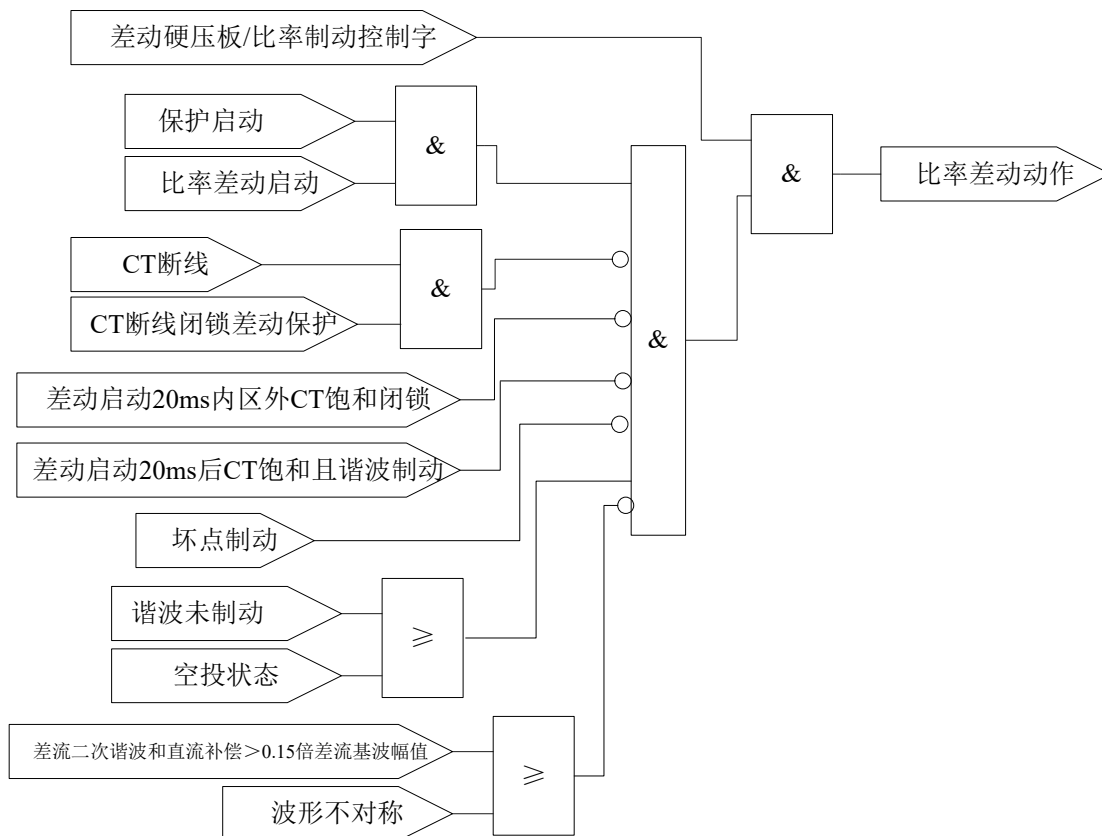 差动硬压板/比率制动控制字
保护启动
&
比率差动启动
&
比率差动动作
CT断线
&
CT断线闭锁差动保护
&
差动启动20ms内区外CT饱和闭锁
差动启动20ms后CT饱和且谐波制动
坏点制动
谐波未制动
≥
空投状态
差流二次谐波和直流补偿＞0.15倍差流基波幅值
≥
波形不对称